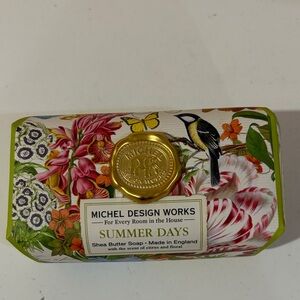 MICHEL DESIGN WORKS
For Every Room in the House
SUMMER DAYS
Shea Butter Soap - Made in England
with the scent of citrus and floral